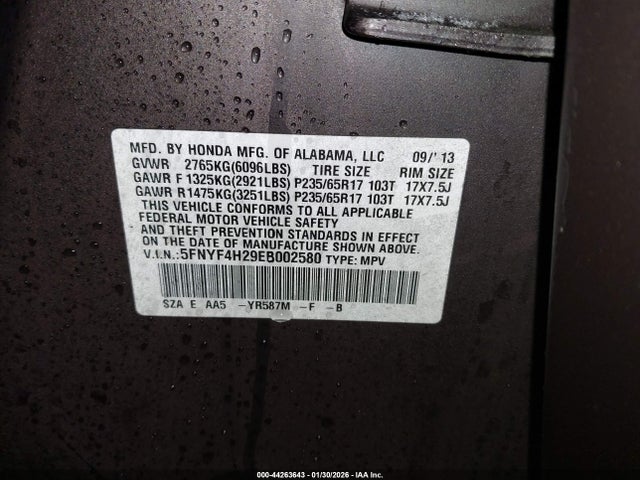 MFD. BY HONDA MFG. OF ALABAMA, LLC 09/'13
GVWR 2765KG(6096LBS) TIRE SIZE RIM SIZE
GAWR F 1325KG(2921LBS) P235/65R17 103T 17X7.5J
GAWR R 1475KG(3251LBS) P235/65R17 103T 17X7.5J
THIS VEHICLE CONFORMS TO ALL APPLICABLE
FEDERAL MOTOR VEHICLE SAFETY
AND THEFT PREVENTION STANDARDS IN EFFECT
ON THE DATE OF MANUFACTURE SHOWN ABOVE.
V.I.N.:5FNYF4H29EB002580 TYPE: MPV
SZA E AA5 -YR587M -F -B
000-44263643 - 01/30/2026 - IAA Inc.